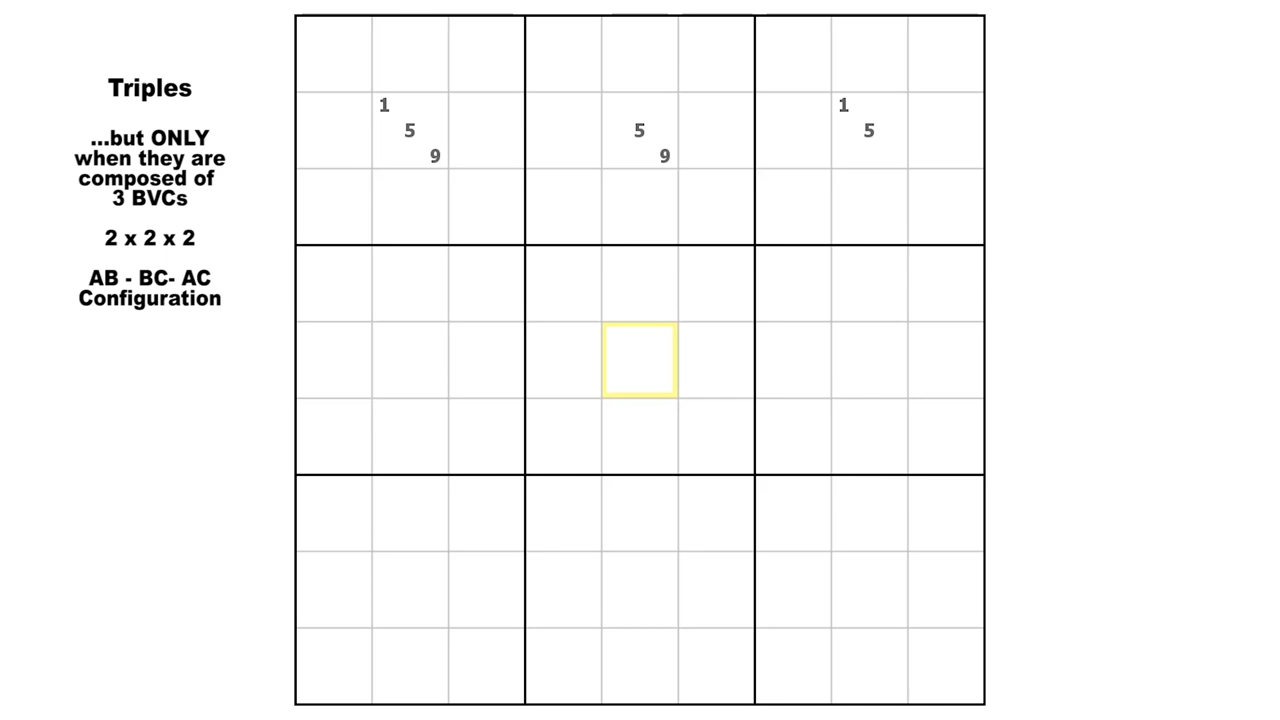 Triples
...but ONLY
when they are
composed of
3 BVCs
2 x 2 x 2
AB - BC- AC
Configuration
1 1
5 5 5
9 9